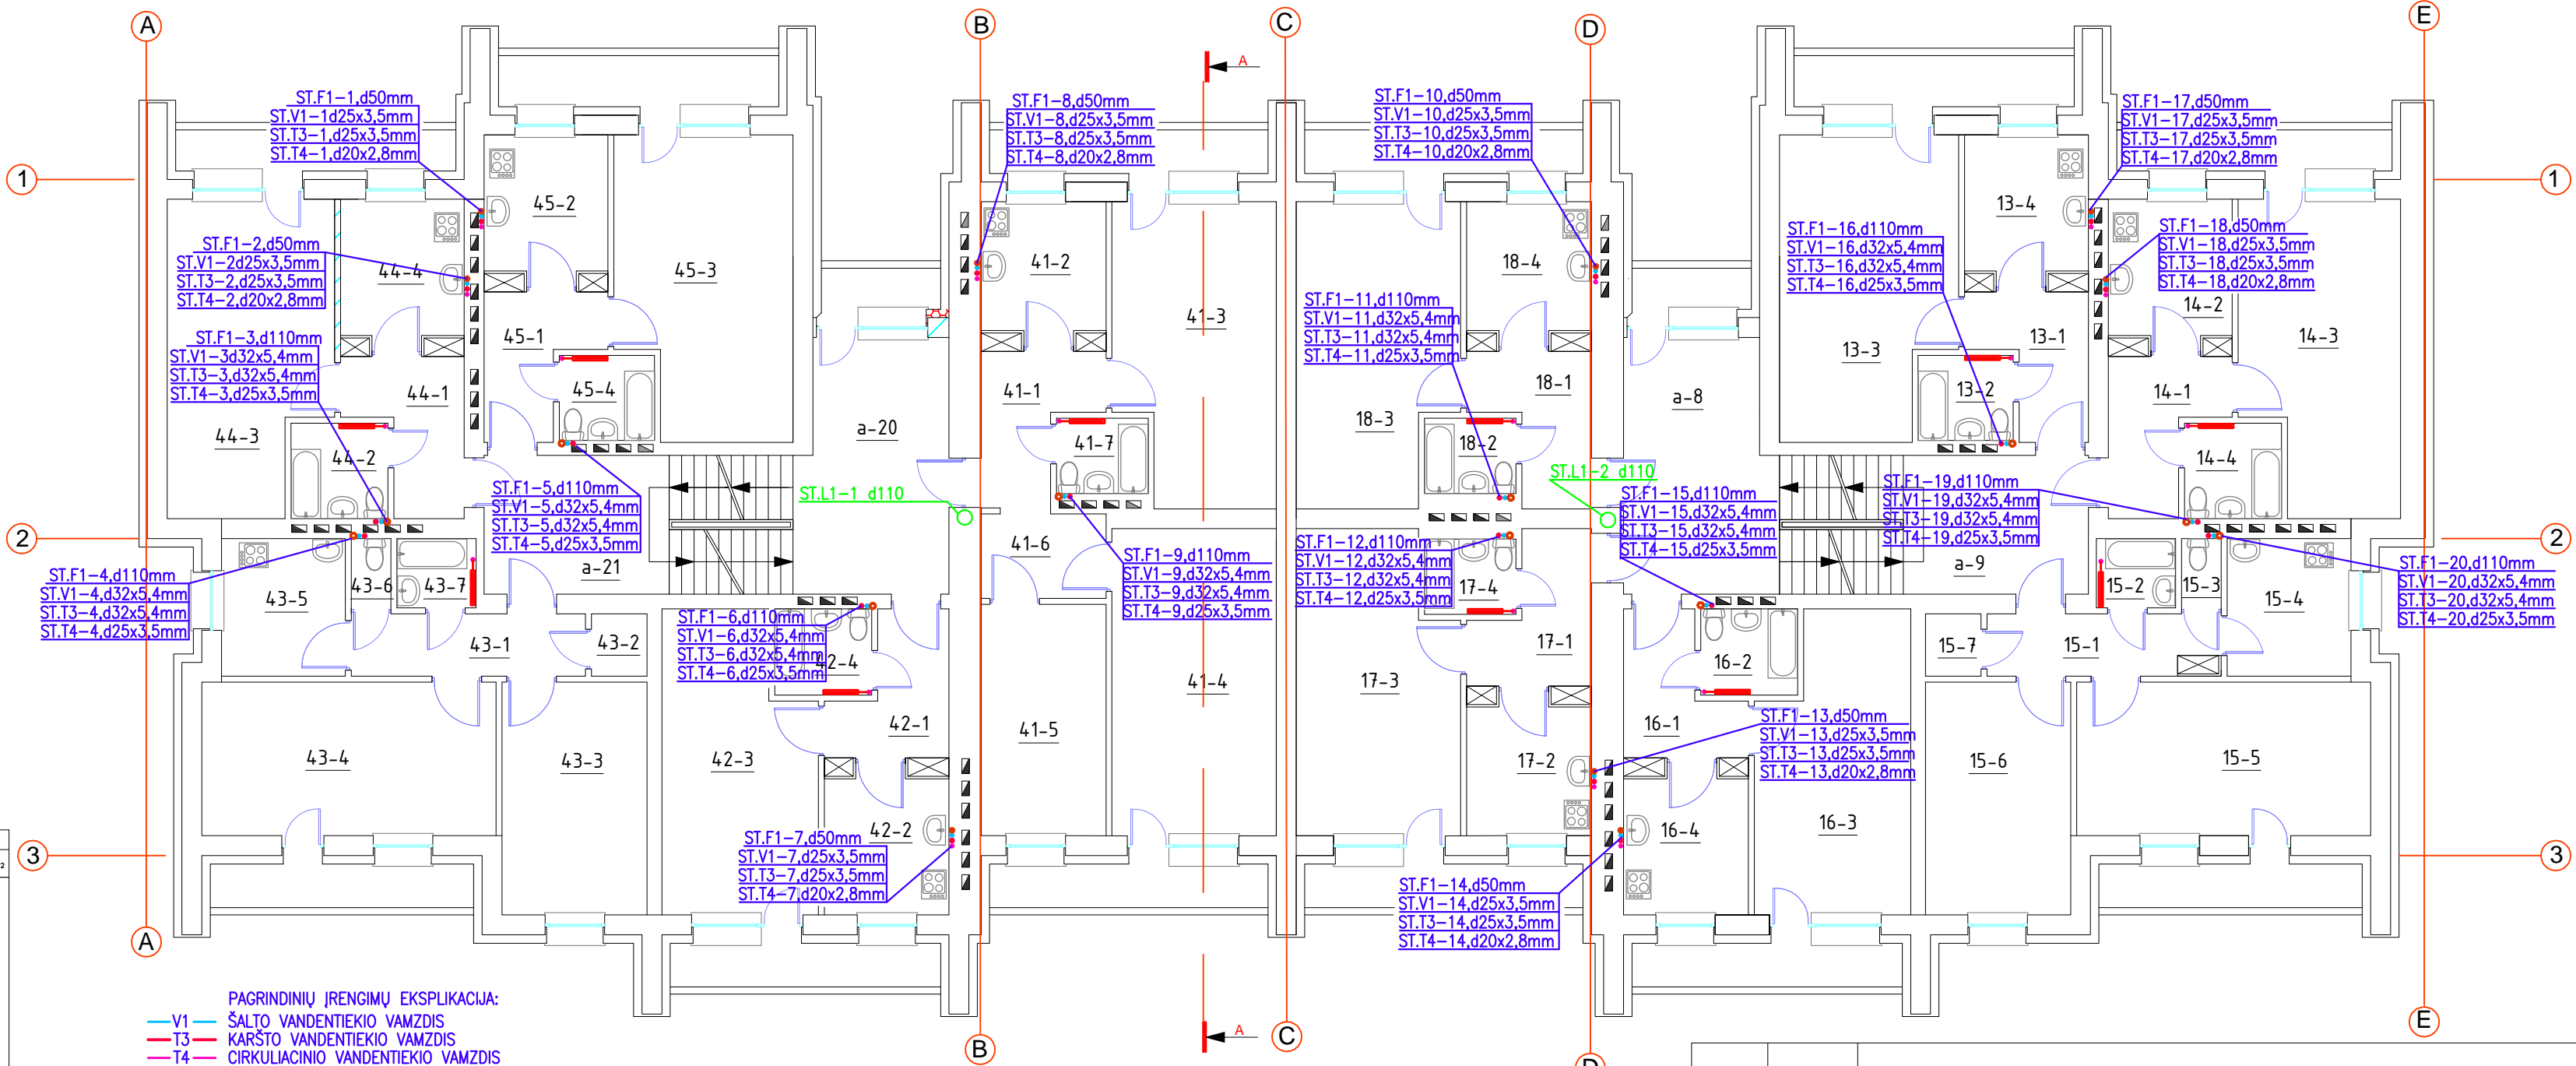 A
B
C
D
E
A
1
1
ST.F1-1,d50mm
ST.V1-1d25x3,5mm
ST.T3-1,d25x3,5mm
ST.T4-1,d20x2,8mm
ST.F1-8,d50mm
ST.V1-8,d25x3,5mm
ST.T3-8,d25x3,5mm
ST.T4-8,d20x2,8mm
ST.F1-10,d50mm
ST.V1-10,d25x3,5mm
ST.T3-10,d25x3,5mm
ST.T4-10,d20x2,8mm
ST.F1-17,d50mm
ST.V1-17,d25x3,5mm
ST.T3-17,d25x3,5mm
ST.T4-17,d20x2,8mm
ST.F1-2,d50mm
ST.V1-2d25x3,5mm
ST.T3-2,d25x3,5mm
ST.T4-2,d20x2,8mm
ST.F1-16,d110mm
ST.V1-16,d32x5,4mm
ST.T3-16,d32x5,4mm
ST.T4-16,d25x3,5mm
ST.F1-18,d50mm
ST.V1-18,d25x3,5mm
ST.T3-18,d25x3,5mm
ST.T4-18,d20x2,8mm
45-2
13-4
44-4
45-3
41-2
18-4
14-2
ST.F1-3,d110mm
ST.V1-3d32x5,4mm
ST.T3-3,d32x5,4mm
ST.T4-3,d25x3,5mm
ST.F1-11,d110mm
ST.V1-11,d32x5,4mm
ST.T3-11,d32x5,4mm
ST.T4-11,d25x3,5mm
45-1
41-3
13-3
13-1
14-3
44-1
45-4
41-1
18-1
a-8
13-2
14-1
44-3
44-2
a-20
41-7
18-3
18-2
14-4
ST.F1-5,d110mm
ST.V1-5,d32x5,4mm
ST.T3-5,d32x5,4mm
ST.T4-5,d25x3,5mm
ST.L1-1 d110
ST.L1-2 d110
ST.F1-15,d110mm
ST.V1-15,d32x5,4mm
ST.T3-15,d32x5,4mm
ST.T4-15,d25x3,5mm
ST.F1-19,d110mm
ST.V1-19,d32x5,4mm
ST.T3-19,d32x5,4mm
ST.T4-19,d25x3,5mm
2
2
ST.F1-4,d110mm
ST.V1-4,d32x5,4mm
ST.T3-4,d32x5,4mm
ST.T4-4,d25x3,5mm
43-5
43-6
43-7
a-21
41-6
ST.F1-9,d110mm
ST.V1-9,d32x5,4mm
ST.T3-9,d32x5,4mm
ST.T4-9,d25x3,5mm
ST.F1-12,d110mm
ST.V1-12,d32x5,4mm
ST.T3-12,d32x5,4mm
ST.T4-12,d25x3,5mm
17-4
a-9
15-2
15-3
15-4
ST.F1-20,d110mm
ST.V1-20,d32x5,4mm
ST.T3-20,d32x5,4mm
ST.T4-20,d25x3,5mm
43-1
43-2
ST.F1-6,d110mm
ST.V1-6,d32x5,4mm
ST.T3-6,d32x5,4mm
ST.T4-6,d25x3,5mm
42-4
17-1
16-2
15-7
15-1
41-4
17-3
42-1
16-1
ST.F1-13,d50mm
ST.V1-13,d25x3,5mm
ST.T3-13,d25x3,5mm
ST.T4-13,d20x2,8mm
43-4
43-3
42-3
41-5
17-2
15-6
15-5
ST.F1-7,d50mm
ST.V1-7,d25x3,5mm
ST.T3-7,d25x3,5mm
ST.T4-7,d20x2,8mm
42-2
16-4
16-3
3
3
2
ST.F1-14,d50mm
ST.V1-14,d25x3,5mm
ST.T3-14,d25x3,5mm
ST.T4-14,d20x2,8mm
A
B
C
D
E
A
PAGRINDINIŲ ĮRENGIMŲ EKSPLIKACIJA:
V1 ŠALTO VANDENTIEKIO VAMZDIS
T3 KARŠTO VANDENTIEKIO VAMZDIS
T4 CIRKULIACINIO VANDENTIEKIO VAMZDIS